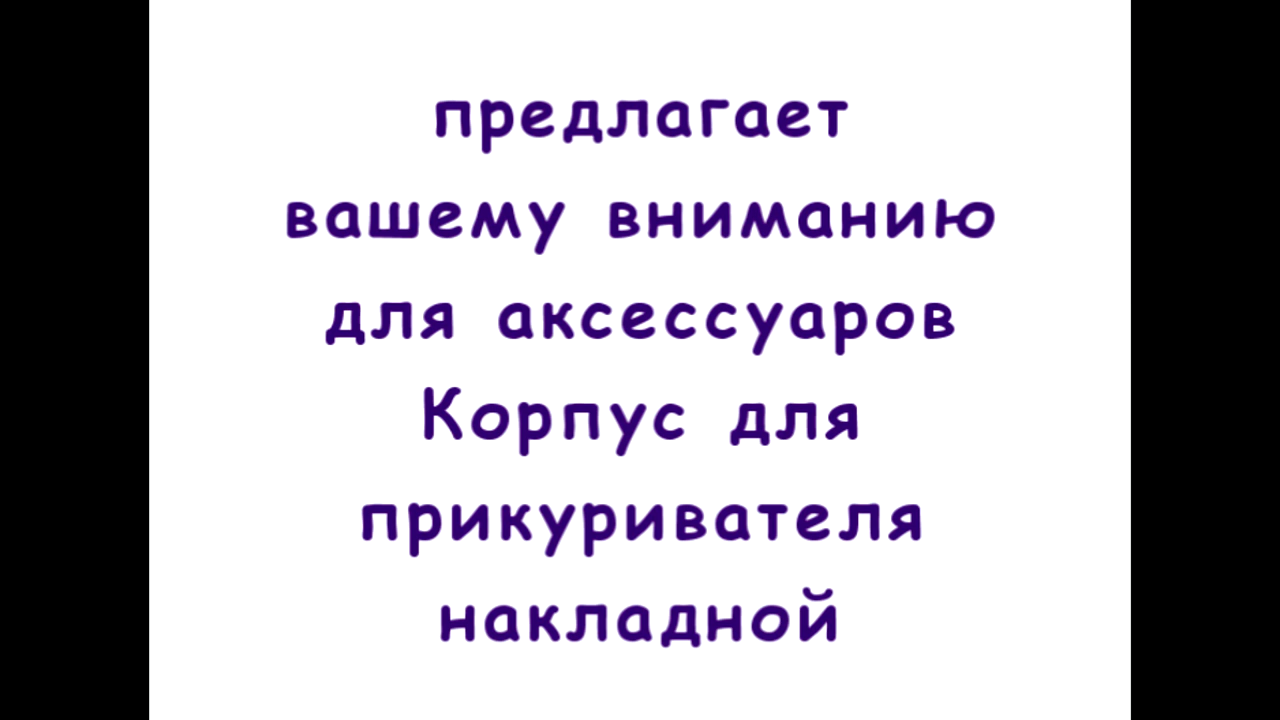 предлагает
вашему вниманию
для аксессуаров
Корпус для
прикуривателя
накладной